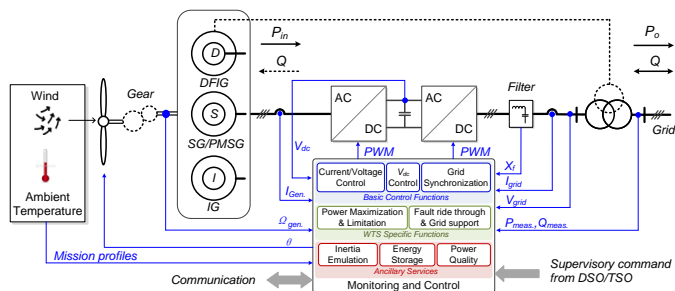 D
DFIG
S
SG/PMSG
I
IG
Gear
Wind
Ambient
Temperature
P_in
Q
AC
DC
AC
DC
Filter
P_o
Q
Grid
V_dc
I_Gen.
Ω_gen.
θ
Mission profiles
PWM
PWM
X_f
I_grid
V_grid
P_meas., Q_meas.
Current/Voltage
Control
V_dc
Control
Grid
Synchronization
Basic Control Functions
Power Maximization
& Limitation
Fault ride through
& Grid support
WTS Specific Functions
Inertia
Emulation
Energy
Storage
Power
Quality
Ancillary Services
Monitoring and Control
Communication
Supervisory command
from DSO/TSO